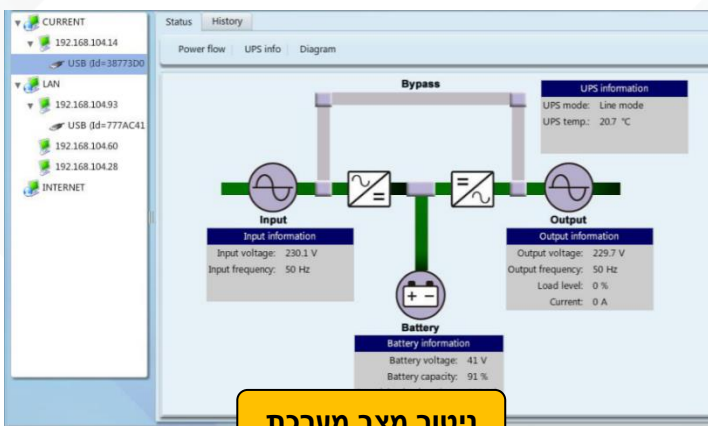 CURRENT
192.168.104.14
USB (Id=38773D0
LAN
192.168.104.93
USB (Id=777AC41
192.168.104.60
192.168.104.28
INTERNET
Status History
Power flow UPS info Diagram
Bypass
UPS information
UPS mode: Line mode
UPS temp.: 20.7 °C
Input
Input information
Input voltage: 230.1 V
Input frequency: 50 Hz
Output
Output information
Output voltage: 229.7 V
Output frequency: 50 Hz
Load level: 0 %
Current: 0 A
Battery
Battery information
Battery voltage: 41 V
Battery capacity: 91 %
ניטור מצב מערכת